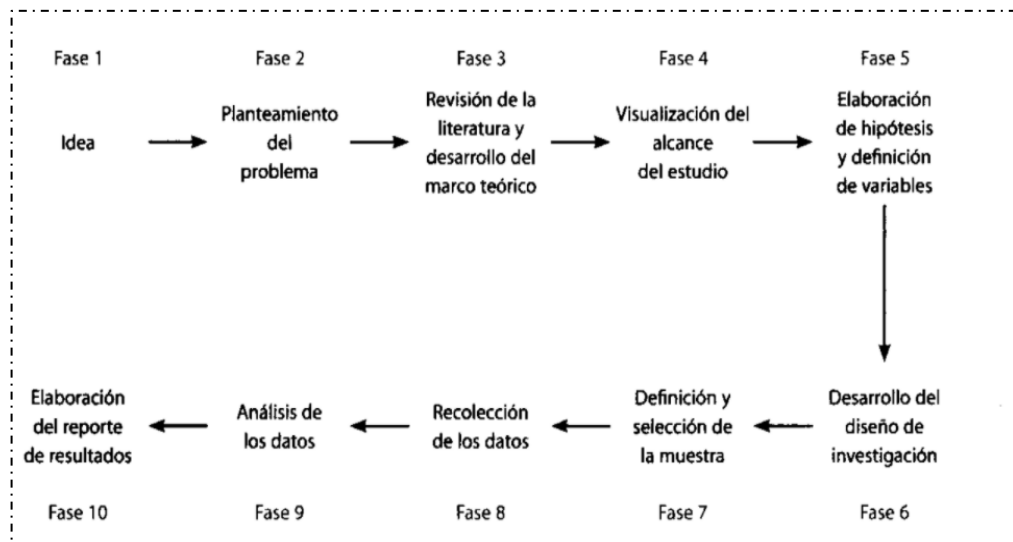 Fase 1
Idea
Fase 2
Planteamiento
del
problema
Fase 3
Revisión de la
literatura y
desarrollo del
marco teórico
Fase 4
Visualización del
alcance
del estudio
Fase 5
Elaboración
de hipótesis
y definición
de variables
Desarrollo del
diseño de
investigación
Fase 6
Definición y
selección de
la muestra
Fase 7
Recolección
de los datos
Fase 8
Análisis de
los datos
Fase 9
Elaboración
del reporte
de resultados
Fase 10